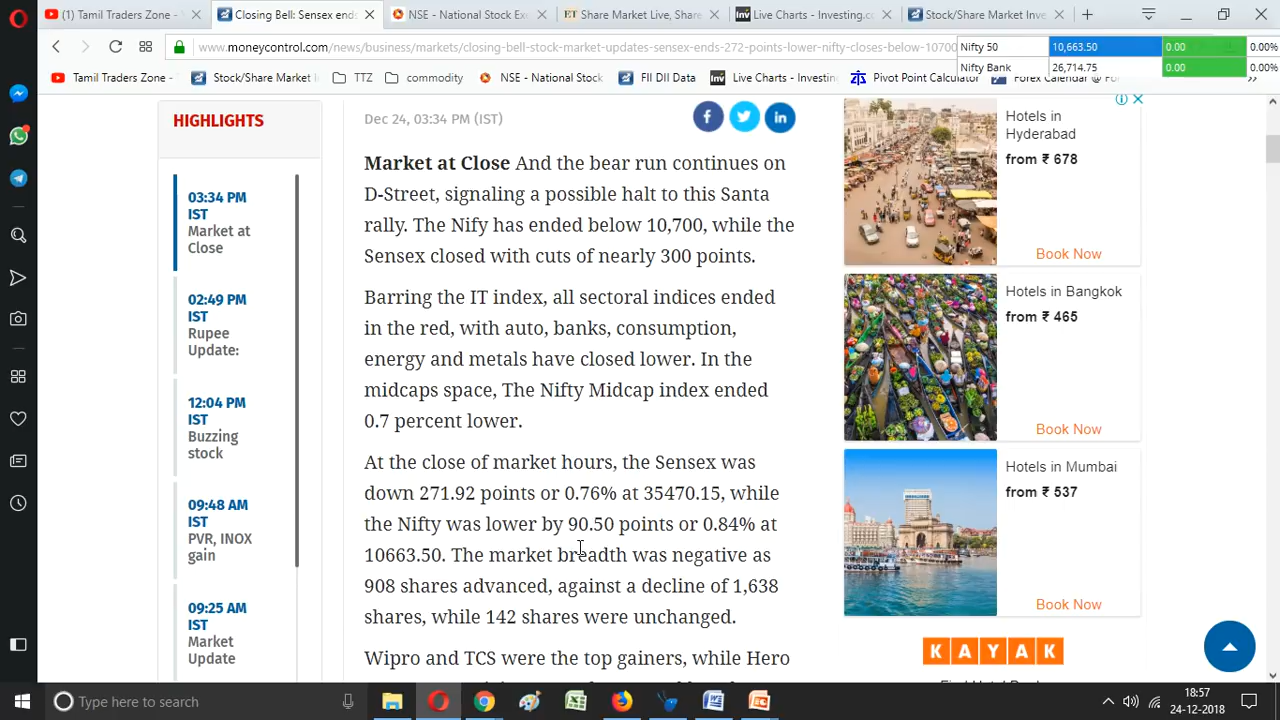 (1) Tamil Traders Zone -
Closing Bell: Sensex ends
NSE - National Stock Exc
Share Market Live, Share
Live Charts - Investing.co
Stock/Share Market Inve
www.moneycontrol.com/news/business/markets/closing-bell-stock-market-updates-sensex-ends-272-points-lower-nifty-closes-below-10700
Nifty 50 10,663.50 0.00 0.00%
Nifty Bank 26,714.75 0.00 0.00%
Tamil Traders Zone -
Stock/Share Market I
TTZ
commodity
NSE - National Stock
FII DII Data
Live Charts - Investin
Pivot Point Calculator
HIGHLIGHTS
03:34 PM
IST
Market at
Close
02:49 PM
IST
Rupee
Update:
12:04 PM
IST
Buzzing
stock
09:48 AM
IST
PVR, INOX
gain
09:25 AM
IST
Market
Update
Dec 24, 03:34 PM (IST)
Market at Close And the bear run continues on
D-Street, signaling a possible halt to this Santa
rally. The Nify has ended below 10,700, while the
Sensex closed with cuts of nearly 300 points.
Barring the IT index, all sectoral indices ended
in the red, with auto, banks, consumption,
energy and metals have closed lower. In the
midcaps space, The Nifty Midcap index ended
0.7 percent lower.
At the close of market hours, the Sensex was
down 271.92 points or 0.76% at 35470.15, while
the Nifty was lower by 90.50 points or 0.84% at
10663.50. The market breadth was negative as
908 shares advanced, against a decline of 1,638
shares, while 142 shares were unchanged.
Wipro and TCS were the top gainers, while Hero
Hotels in
Hyderabad
from ₹ 678
Book Now
Hotels in Bangkok
from ₹ 465
Book Now
Hotels in Mumbai
from ₹ 537
Book Now
KAYAK
Type here to search
18:57
24-12-2018